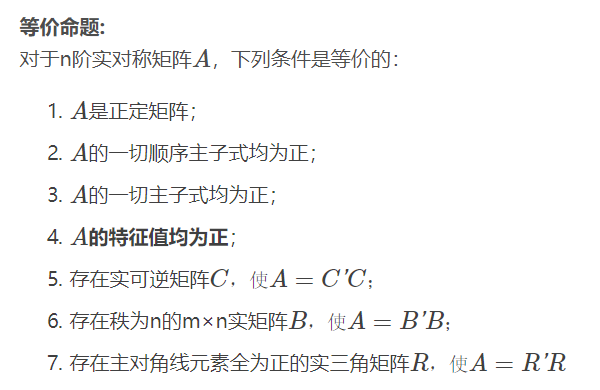 等价命题:
对于n阶实对称矩阵A，下列条件是等价的：
1. A是正定矩阵；
2. A的一切顺序主子式均为正；
3. A的一切主子式均为正；
4. A的特征值均为正；
5. 存在实可逆矩阵C，使A = C'C；
6. 存在秩为n的m×n实矩阵B，使A = B'B；
7. 存在主对角线元素全为正的实三角矩阵R，使A = R'R